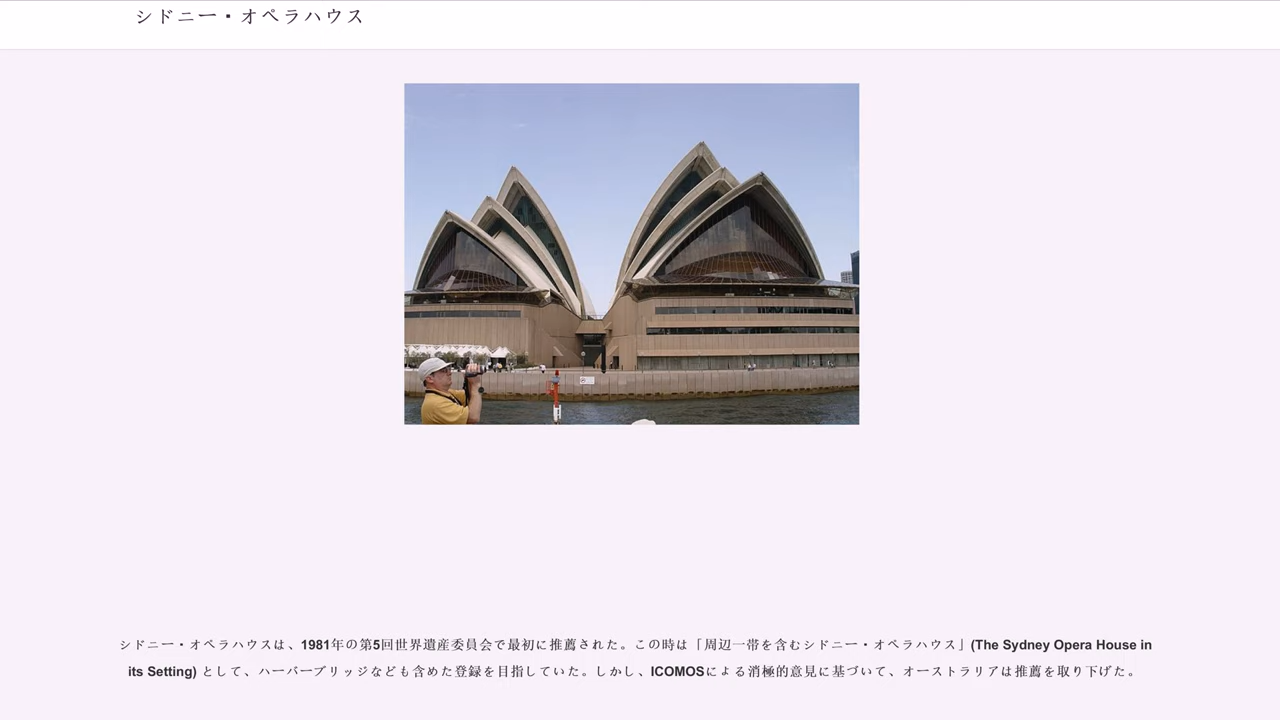 シドニー・オペラハウス
シドニー・オペラハウスは、1981年の第5回世界遺産委員会で最初に推薦された。この時は「周辺一帯を含むシドニー・オペラハウス」(The Sydney Opera House in
its Setting) として、ハーバーブリッジなども含めた登録を目指していた。しかし、ICOMOSによる消極的意見に基づいて、オーストラリアは推薦を取り下げた。